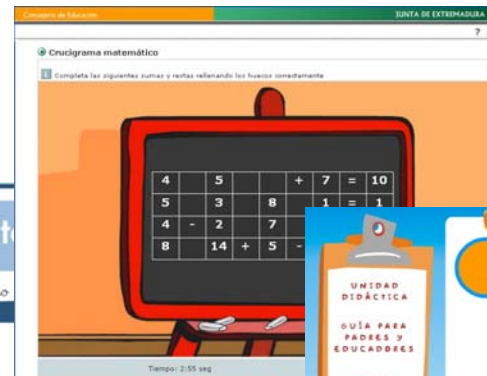 Consejería de Educación
JUNTA DE EXTREMADURA
?
Crucigrama matemático
Completa las siguientes sumas y restas rellenando los huecos correctamente
4 5 + 7 = 10
5 3 8 1 = 1
4 - 2 7
8 14 + 5 -
UNIDAD
DIDÁCTICA
GUÍA PARA
PADRES Y
EDUCADORES
Tiempo: 2:55 seg